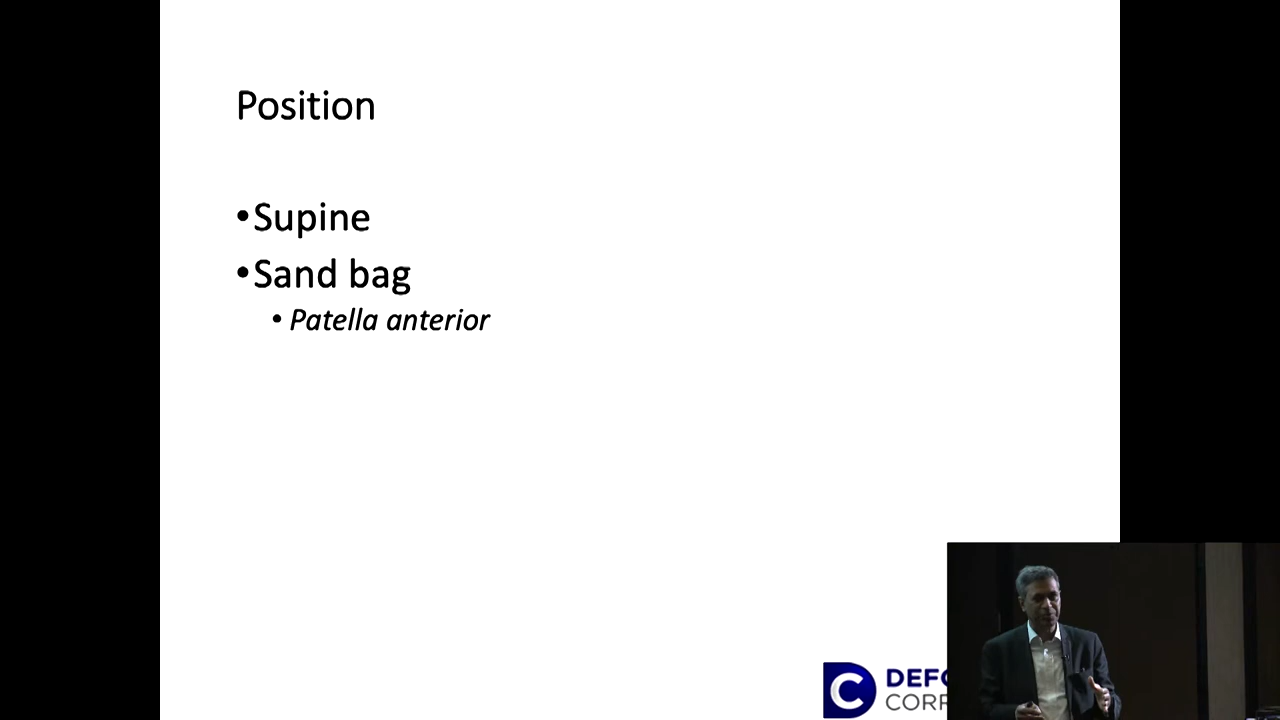 Position
•Supine
•Sand bag
• Patella anterior